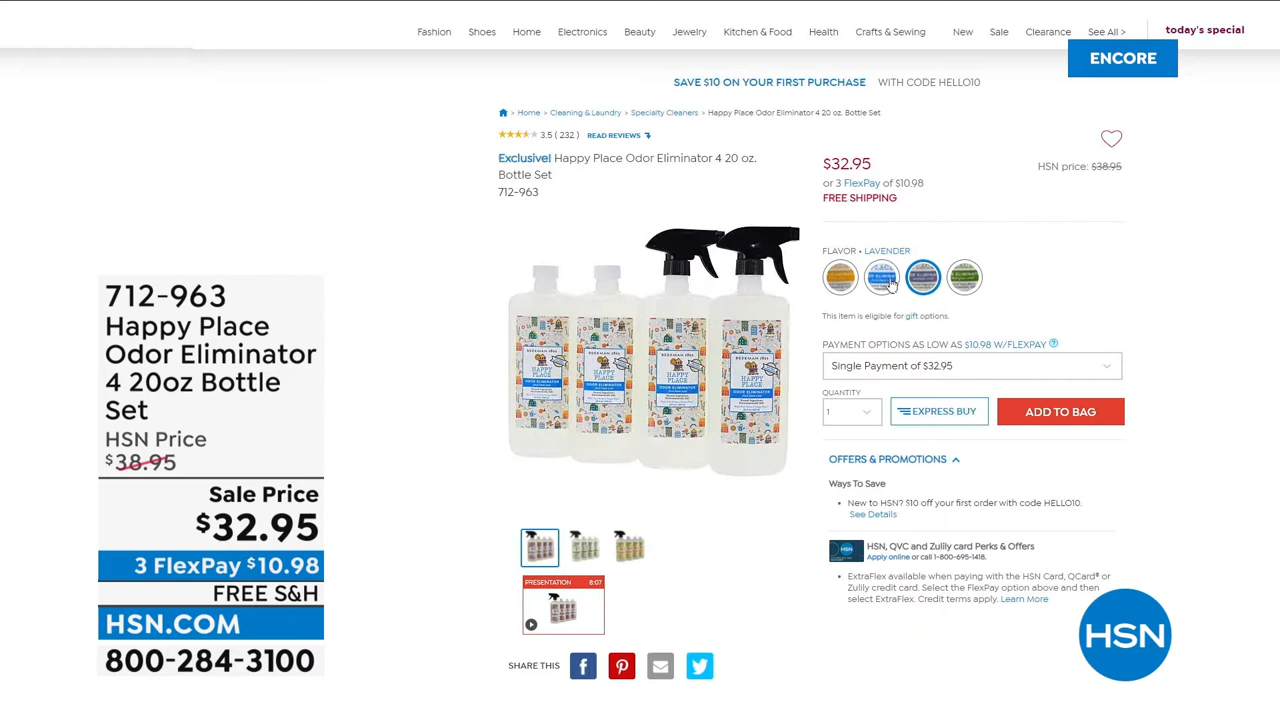 Fashion Shoes Home Electronics Beauty Jewelry Kitchen & Food Health Crafts & Sewing New Sale Clearance See All > today's special
ENCORE
SAVE $10 ON YOUR FIRST PURCHASE WITH CODE HELLO10
> Home > Cleaning & Laundry > Specialty Cleaners > Happy Place Odor Eliminator 4 20 oz. Bottle Set
3.5 ( 232 ) READ REVIEWS
Exclusive! Happy Place Odor Eliminator 4 20 oz.
Bottle Set
712-963
$32.95
HSN price: $38.95
or 3 FlexPay of $10.98
FREE SHIPPING
FLAVOR • LAVENDER
This item is eligible for gift options.
PAYMENT OPTIONS AS LOW AS $10.98 W/FLEXPAY ?
Single Payment of $32.95
QUANTITY
1
EXPRESS BUY
ADD TO BAG
OFFERS & PROMOTIONS
Ways To Save
• New to HSN? $10 off your first order with code HELLO10.
See Details
HSN
HSN, QVC and Zulily card Perks & Offers
Apply online or call 1-800-695-1418.
• ExtraFlex available when paying with the HSN Card, QCard® or
Zulily credit card. Select the FlexPay option above and then
select ExtraFlex. Credit terms apply. Learn More
BEEKMAN 1802
HAPPY
PLACE
ODOR ELIMINATOR
PRESENTATION 8:07
SHARE THIS
712-963
Happy Place
Odor Eliminator
4 20oz Bottle
Set
HSN Price
$38.95
Sale Price
$32.95
3 FlexPay $10.98
FREE S&H
HSN.COM
800-284-3100
HSN